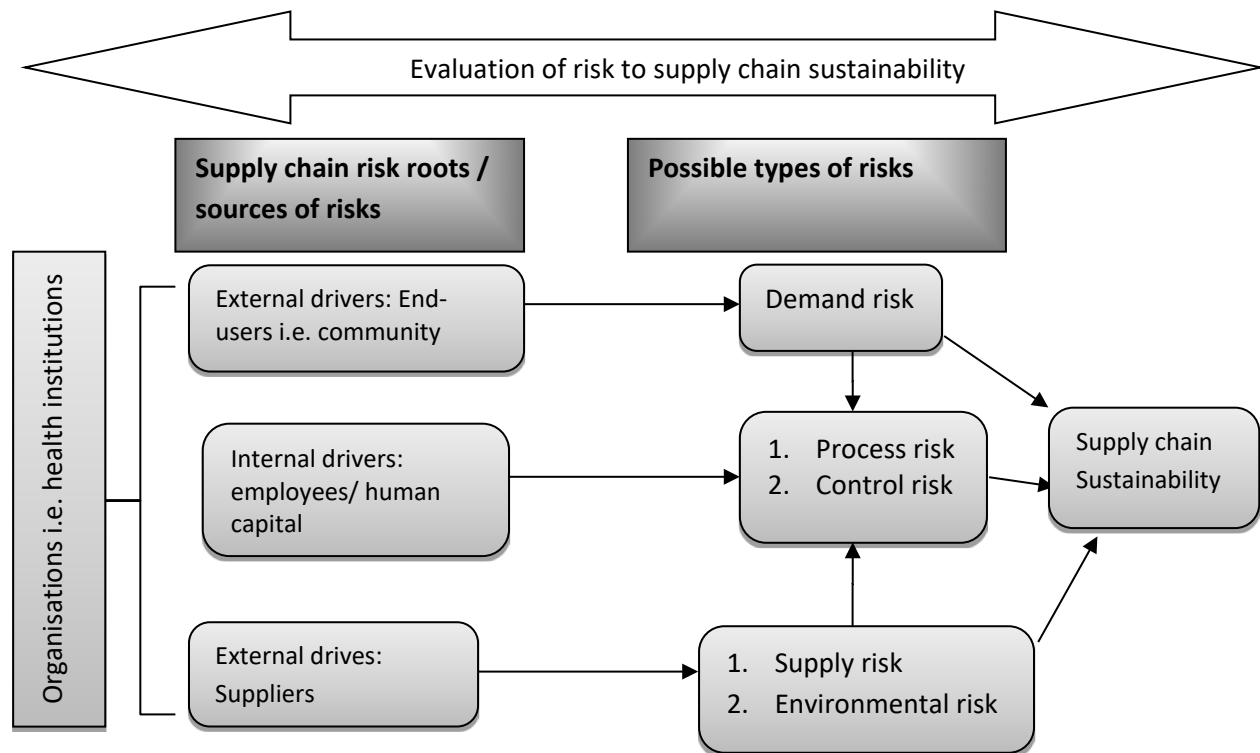 Evaluation of risk to supply chain sustainability
Supply chain risk roots /
sources of risks
Possible types of risks
Organisations i.e. health institutions
External drivers: End-
users i.e. community
Demand risk
Internal drivers:
employees/ human
capital
1. Process risk
2. Control risk
Supply chain
Sustainability
External drives:
Suppliers
1. Supply risk
2. Environmental risk